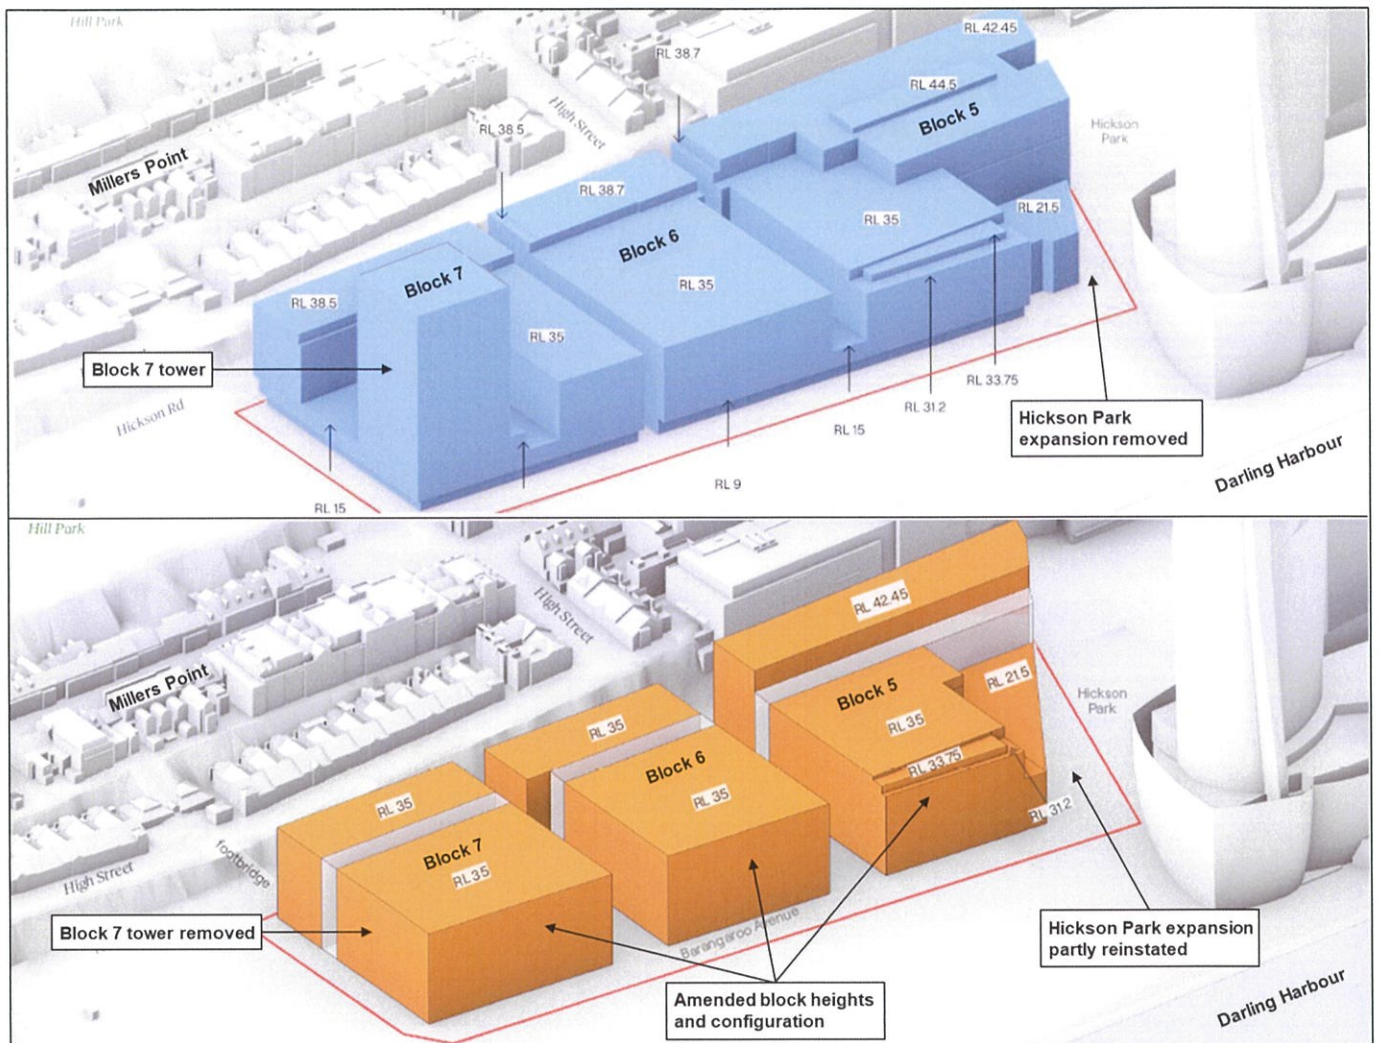 Hill Park
RL 42.45
RL 38.7
RL 44.5
High Street
Block 5
Hickson
Park
RL 38.5
Millers Point
RL 38.7
RL 21.5
RL 35
Block 6
Block 7
RL 35
RL 38.5
RL 35
Block 7 tower
RL 33.75
RL 31.2
Hickson Rd
Hickson Park
expansion removed
RL 15
Darling Harbour
RL 9
RL 15
Hill Park
RL 42.45
High Street
Millers Point
Block 5
RL 21.5
Hickson
Park
RL 35
RL 35
Block 6
RL 33.75
RL 35
RL 35
RL 31.2
Block 7
RL 35
footbridge
High Street
Block 7 tower removed
Barangaroo Avenue
Hickson Park expansion
partly reinstated
Amended block heights
and configuration
Darling Harbour